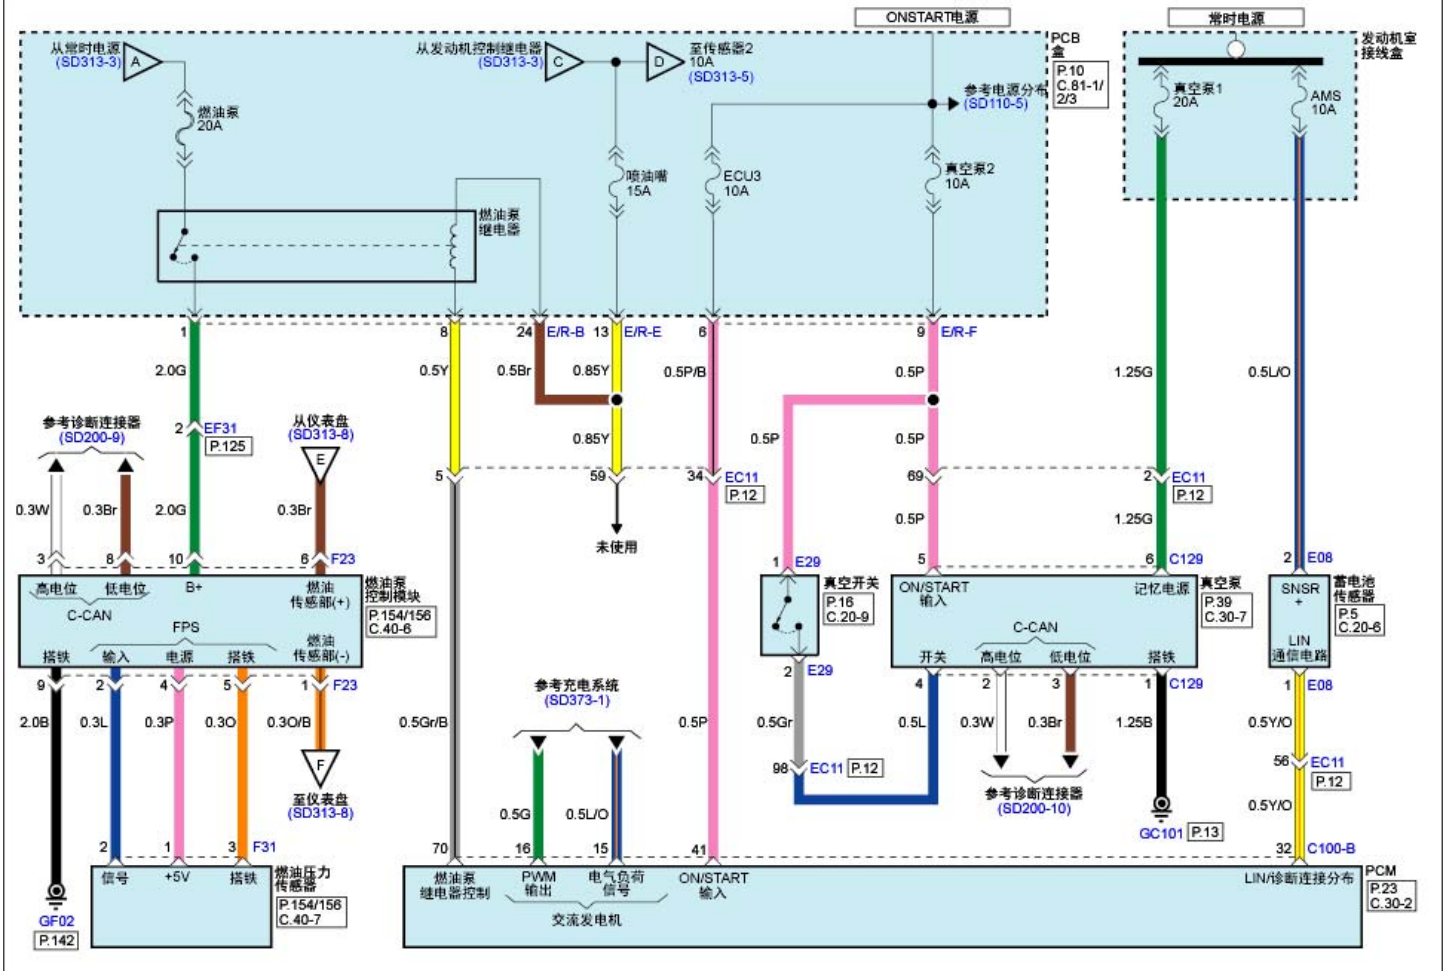 ONSTART电源
常时电源
从常时电源
(SD313-3)
A
从发动机控制继电器
(SD313-3)
C
D
至传感器2
10A
(SD313-5)
PCB
盒
P.10
C.81-1/
2/3
发动机室
接线盒
参考电源分布
(SD110-5)
燃油泵
20A
真空泵1
20A
AMS
10A
喷油嘴
15A
ECU3
10A
真空泵2
10A
燃油泵
继电器
1
8
24
E/R-B
13
E/R-E
6
9
E/R-F
2.0G
0.5Y
0.5Br
0.85Y
0.5P/B
0.5P
1.25G
0.5L/O
参考诊断连接器
(SD200-9)
2
EF31
P.125
从仪表盘
(SD313-8)
E
0.85Y
0.5P
0.5P
5
59
34
EC11
P.12
69
2
EC11
P.12
0.3W
0.3Br
2.0G
0.3Br
0.5P
1.25G
未使用
3
8
10
6
F23
1
E29
5
6
C129
2
E08
高电位
低电位
B+
燃油
传感部(+)
C-CAN
FPS
燃油
传感部(-)
搭铁
输入
电源
搭铁
燃油泵
控制模块
P.154/156
C.40-6
真空开关
P.16
C.20-9
ON/START
输入
记忆电源
C-CAN
开关
高电位
低电位
搭铁
真空泵
P.39
C.30-7
SNSR
+
LIN
通信电路
蓄电池
传感器
P.5
C.20-6
9
2
4
5
1
F23
2
E29
4
2
3
1
C129
1
E08
2.0B
0.3L
0.3P
0.3O
0.3O/B
0.5Gr/B
参考充电系统
(SD373-1)
0.5P
0.5Gr
0.5L
0.3W
0.3Br
1.25B
0.5Y/O
F
至仪表盘
(SD313-8)
98
EC11
P.12
参考诊断连接器
(SD200-10)
56
EC11
P.12
0.5G
0.5L/O
0.5Y/O
GC101
P.13
2
1
3
F31
70
16
15
41
32
C100-B
信号
+5V
搭铁
燃油压力
传感器
P.154/156
C.40-7
GF02
P.142
燃油泵
继电器控制
PWM
输出
电气负荷
信号
交流发电机
ON/START
输入
LIN/诊断连接分布
PCM
P.23
C.30-2